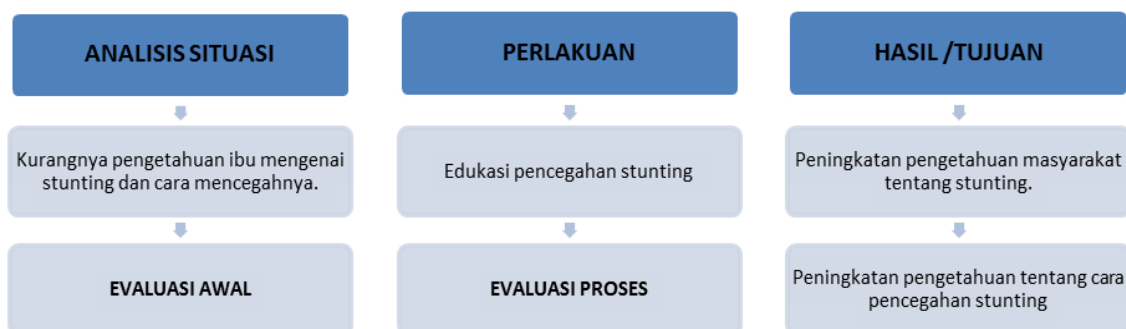 ANALISIS SITUASI
Kurangnya pengetahuan ibu mengenai
stunting dan cara mencegahnya.
EVALUASI AWAL
PERLAKUAN
Edukasi pencegahan stunting
EVALUASI PROSES
HASIL /TUJUAN
Peningkatan pengetahuan masyarakat
tentang stunting.
Peningkatan pengetahuan tentang cara
pencegahan stunting